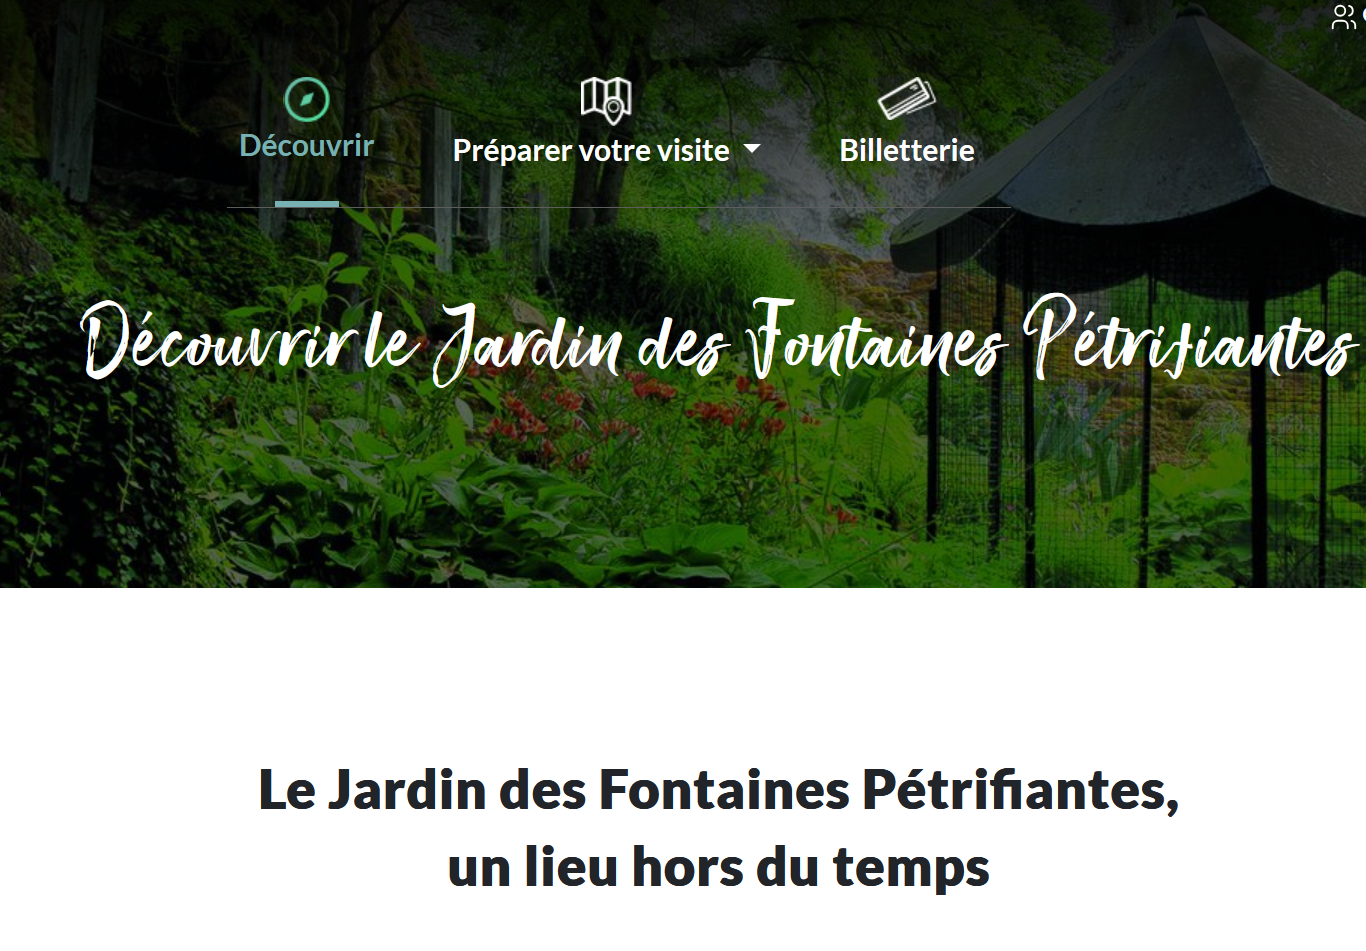 Découvrir
Préparer votre visite
Billetterie
Découvrir le Jardin des Fontaines Pétrifiantes
Le Jardin des Fontaines Pétrifiantes,
un lieu hors du temps